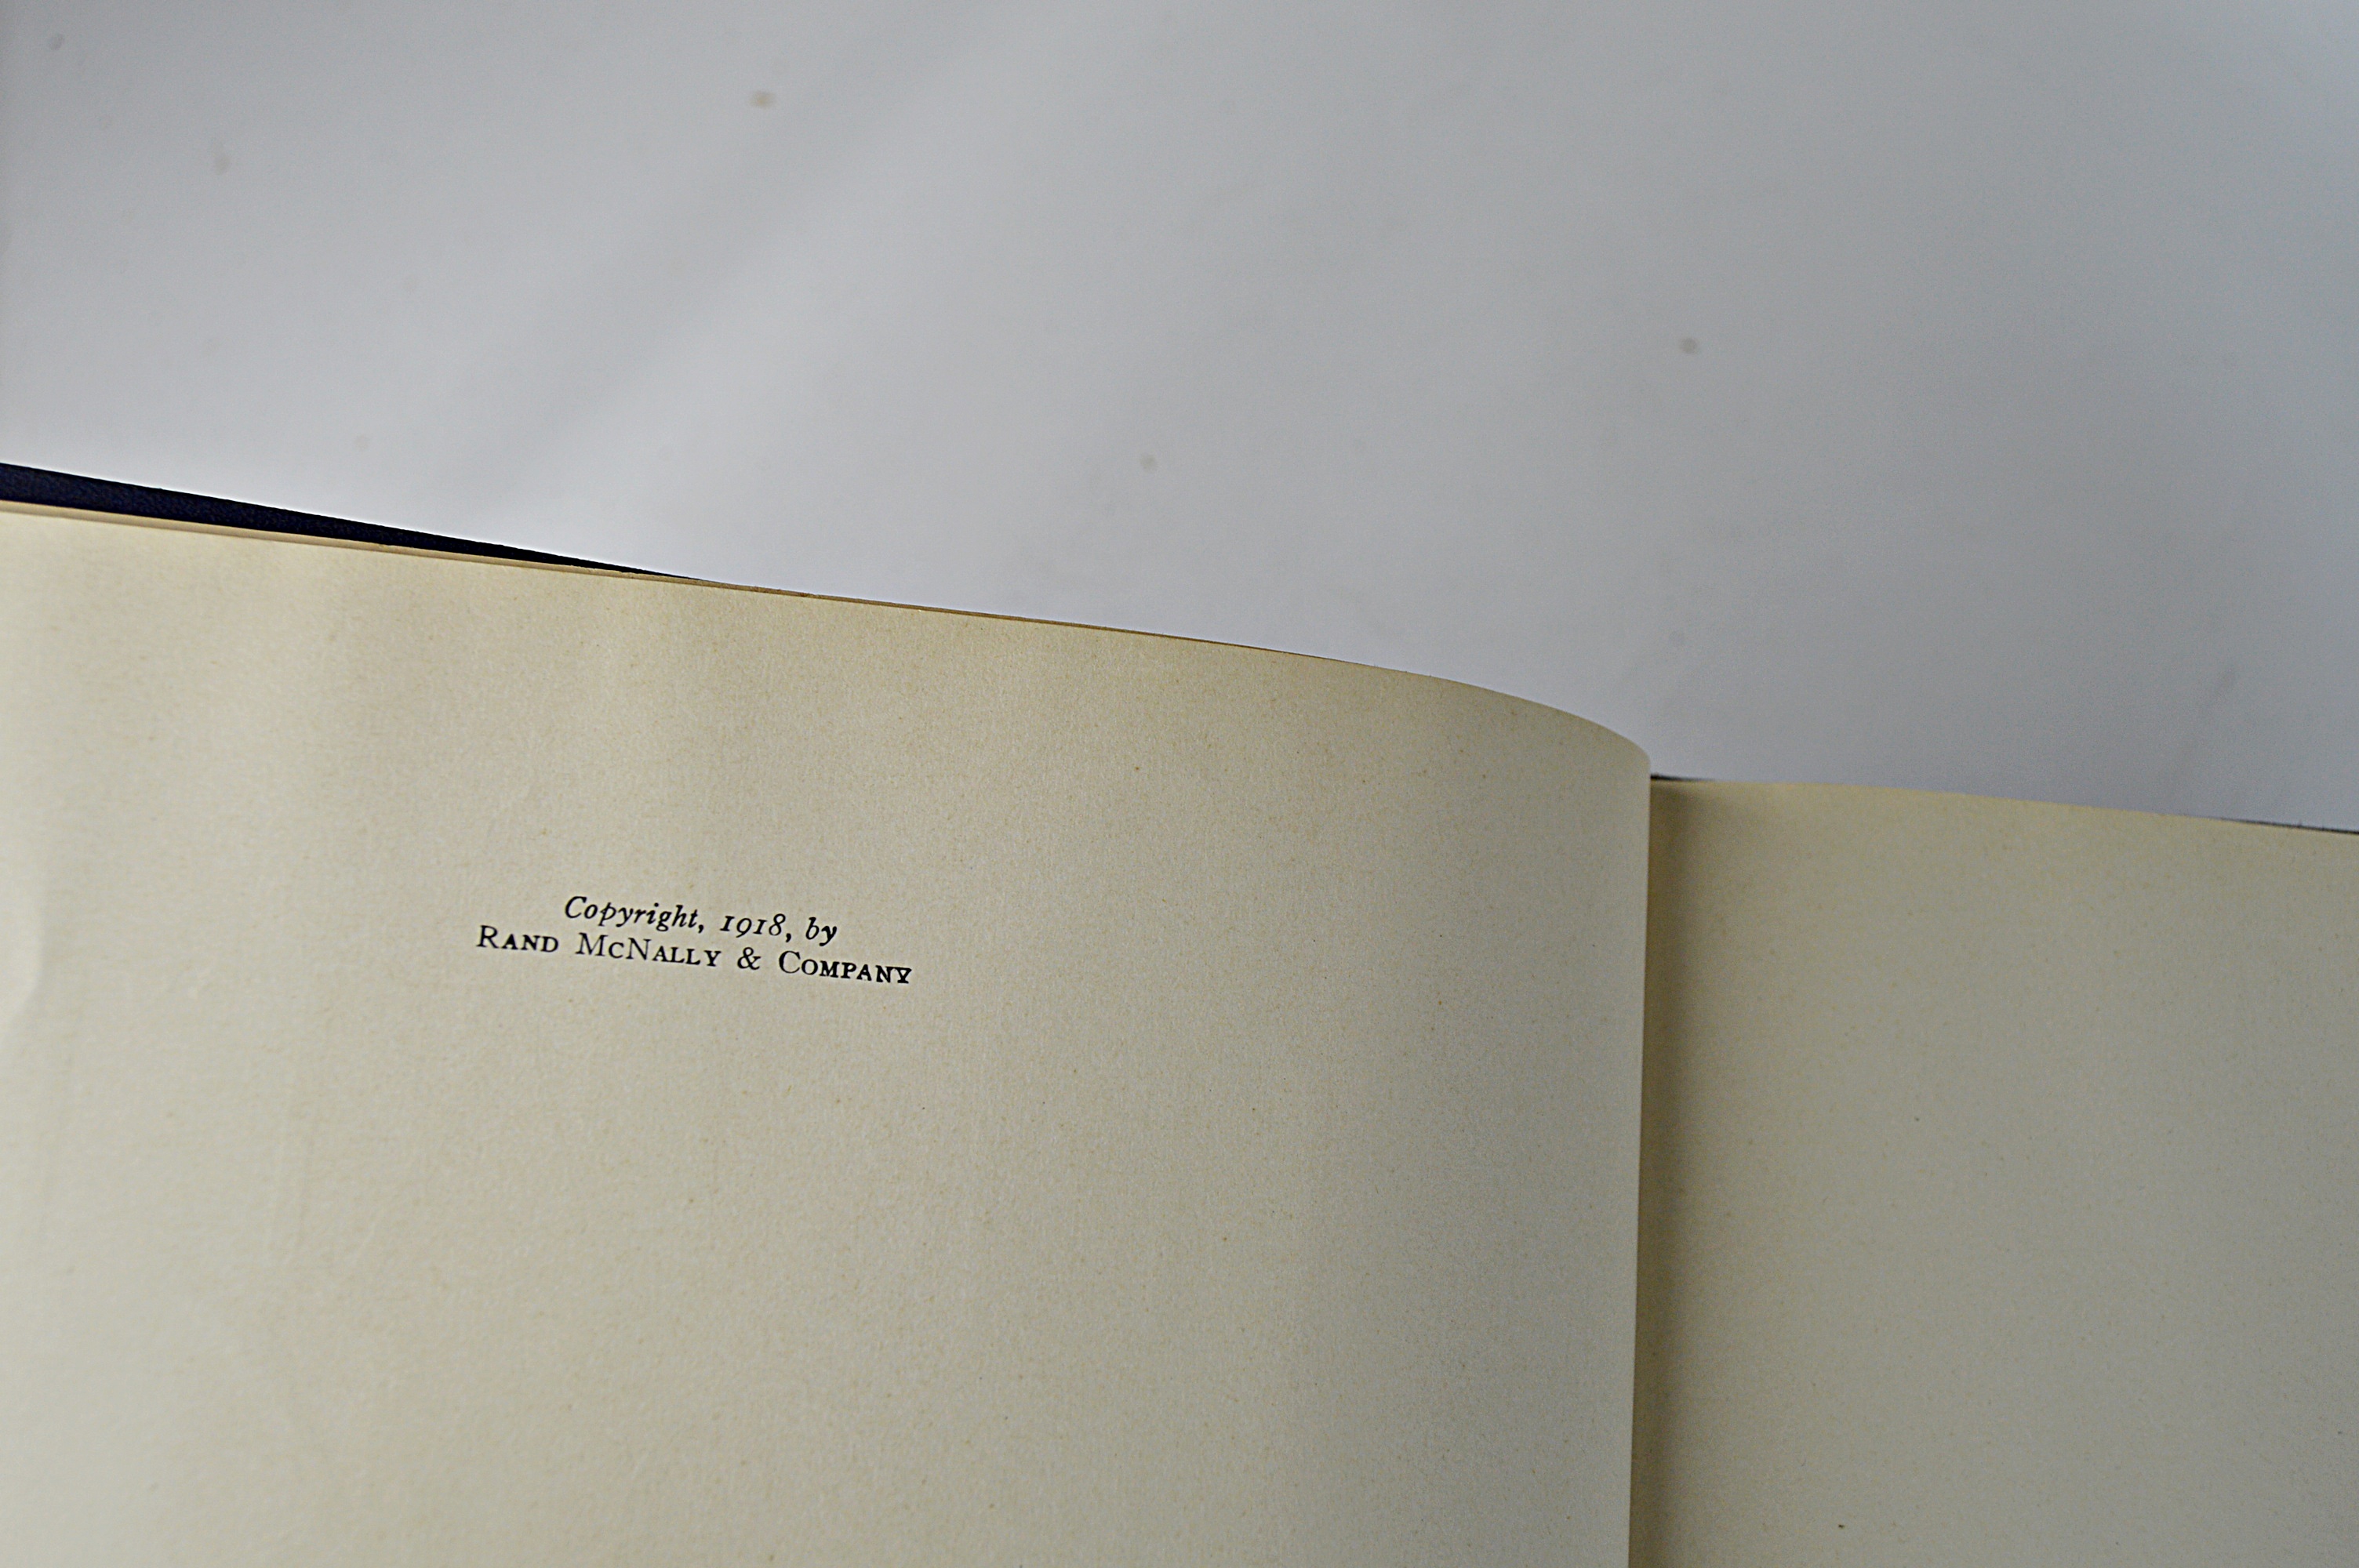 Copyright, 1918, by
RAND MCNALLY & COMPANY